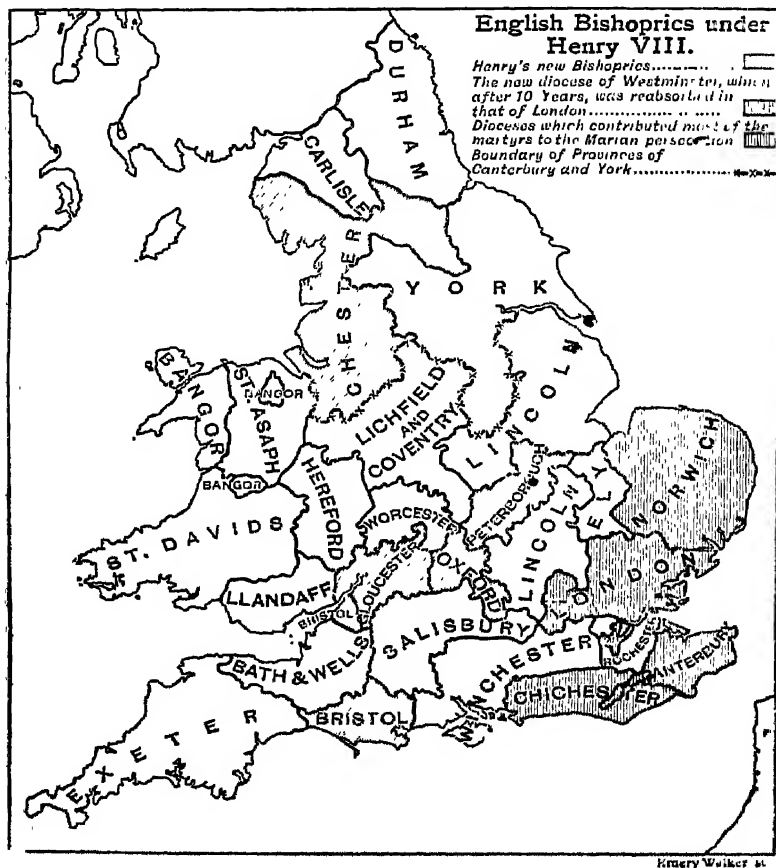 English Bishoprics under
Henry VIII.
Henry's new Bishoprics
The new diocese of Westminster, which
after 10 Years, was reabsorbed in
that of London
Dioceses which contributed most of the
martyrs to the Marian persecution
Boundary of Provinces of
Canterbury and York
DURHAM
CARLISLE
CHESTER
YORK
BANGOR
ST. ASAPH
BANGOR
LICHFIELD
AND
COVENTRY
LINCOLN
BANGOR
HEREFORD
WORCESTER
PETERBOROUGH
ELY
NORWICH
ST. DAVIDS
LLANDAFF
BRISTOL
GLOUCESTER
OXFORD
LINCOLN
LONDON
BATH & WELLS
SALISBURY
WINCHESTER
ROCHESTER
CANTERBURY
CHICHESTER
EXETER
BRISTOL
Emery Walker sc.